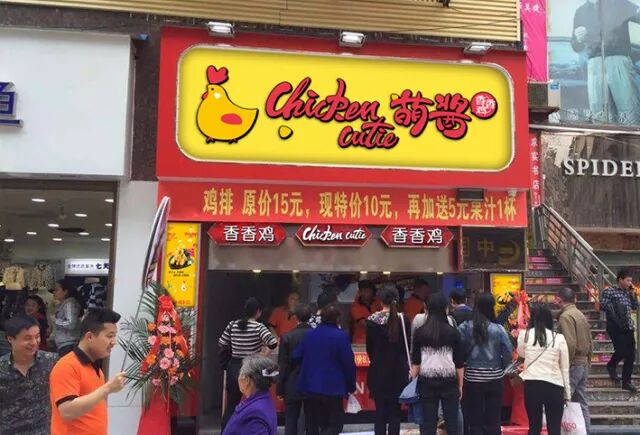 Chicken cutie 萌酱 香香鸡
鸡排 原价15元，现特价10元，再加送5元果汁1杯
香香鸡 Chicken cutie 香香鸡
SPIDER